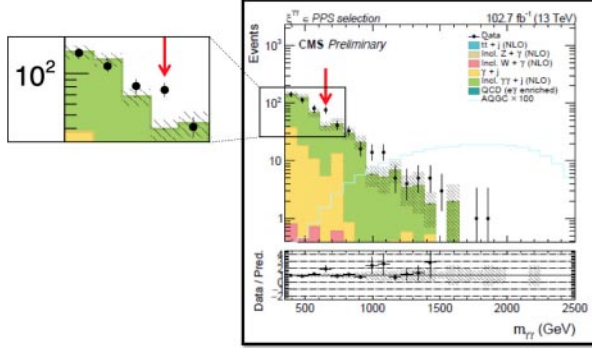 10²
ξ^γγ ∈ PPS selection 102.7 fb⁻¹ (13 TeV)
Events
10³
10²
10
1
CMS Preliminary
Data
tt + j (NLO)
Incl. Z + γ (NLO)
Incl. W + γ (NLO)
γ + j
Incl. γγ + j (NLO)
QCD (eγ enriched)
AQGC × 100
Data / Pred.
500 1000 1500 2000 2500
m_γγ (GeV)